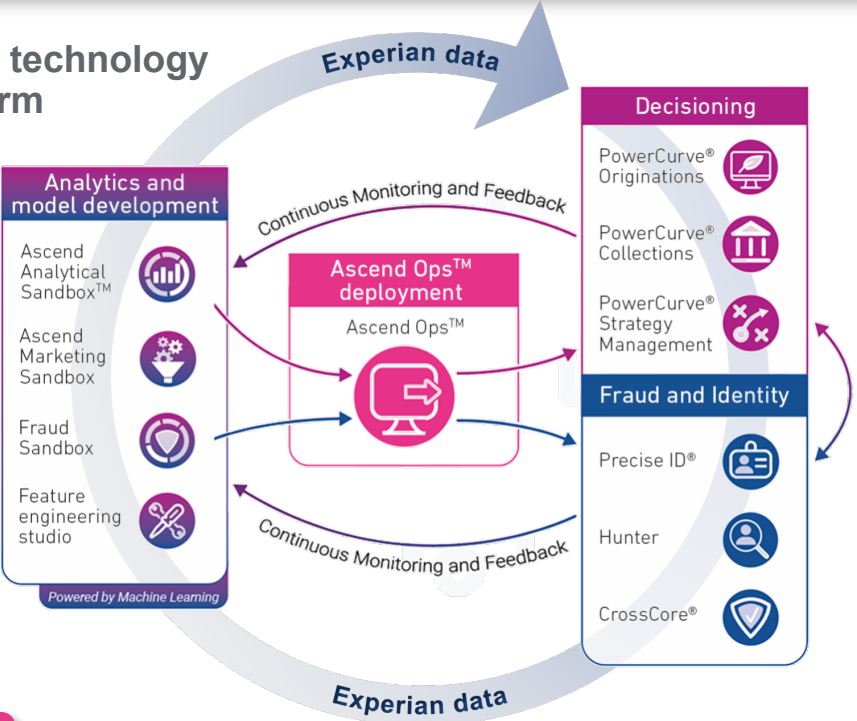 technology
rm
Experian data
Analytics and
model development
Ascend
Analytical
Sandbox™
Ascend
Marketing
Sandbox
Fraud
Sandbox
Feature
engineering
studio
Powered by Machine Learning
Continuous Monitoring and Feedback
Ascend Ops™
deployment
Ascend Ops™
Continuous Monitoring and Feedback
Decisioning
PowerCurve®
Originations
PowerCurve®
Collections
PowerCurve®
Strategy
Management
Fraud and Identity
Precise ID®
Hunter
CrossCore®
Experian data